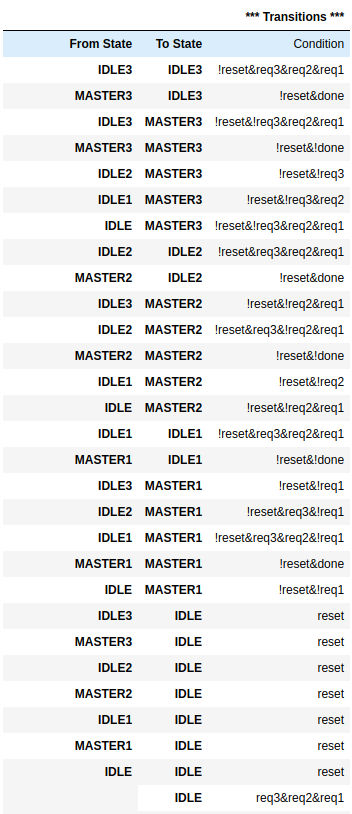 *** Transitions ***
From State To State Condition
IDLE3 IDLE3 !reset&req3&req2&req1
MASTER3 IDLE3 !reset&done
IDLE3 MASTER3 !reset&!req3&req2&req1
MASTER3 MASTER3 !reset&!done
IDLE2 MASTER3 !reset&!req3
IDLE1 MASTER3 !reset&!req3&req2
IDLE MASTER3 !reset&!req3&req2&req1
IDLE2 IDLE2 !reset&req3&req2&req1
MASTER2 IDLE2 !reset&done
IDLE3 MASTER2 !reset&!req2&req1
IDLE2 MASTER2 !reset&req3&!req2&req1
MASTER2 MASTER2 !reset&!done
IDLE1 MASTER2 !reset&!req2
IDLE MASTER2 !reset&!req2&req1
IDLE1 IDLE1 !reset&req3&req2&req1
MASTER1 IDLE1 !reset&!done
IDLE3 MASTER1 !reset&!req1
IDLE2 MASTER1 !reset&req3&!req1
IDLE1 MASTER1 !reset&req3&req2&!req1
MASTER1 MASTER1 !reset&done
IDLE MASTER1 !reset&!req1
IDLE3 IDLE reset
MASTER3 IDLE reset
IDLE2 IDLE reset
MASTER2 IDLE reset
IDLE1 IDLE reset
MASTER1 IDLE reset
IDLE IDLE reset
IDLE req3&req2&req1